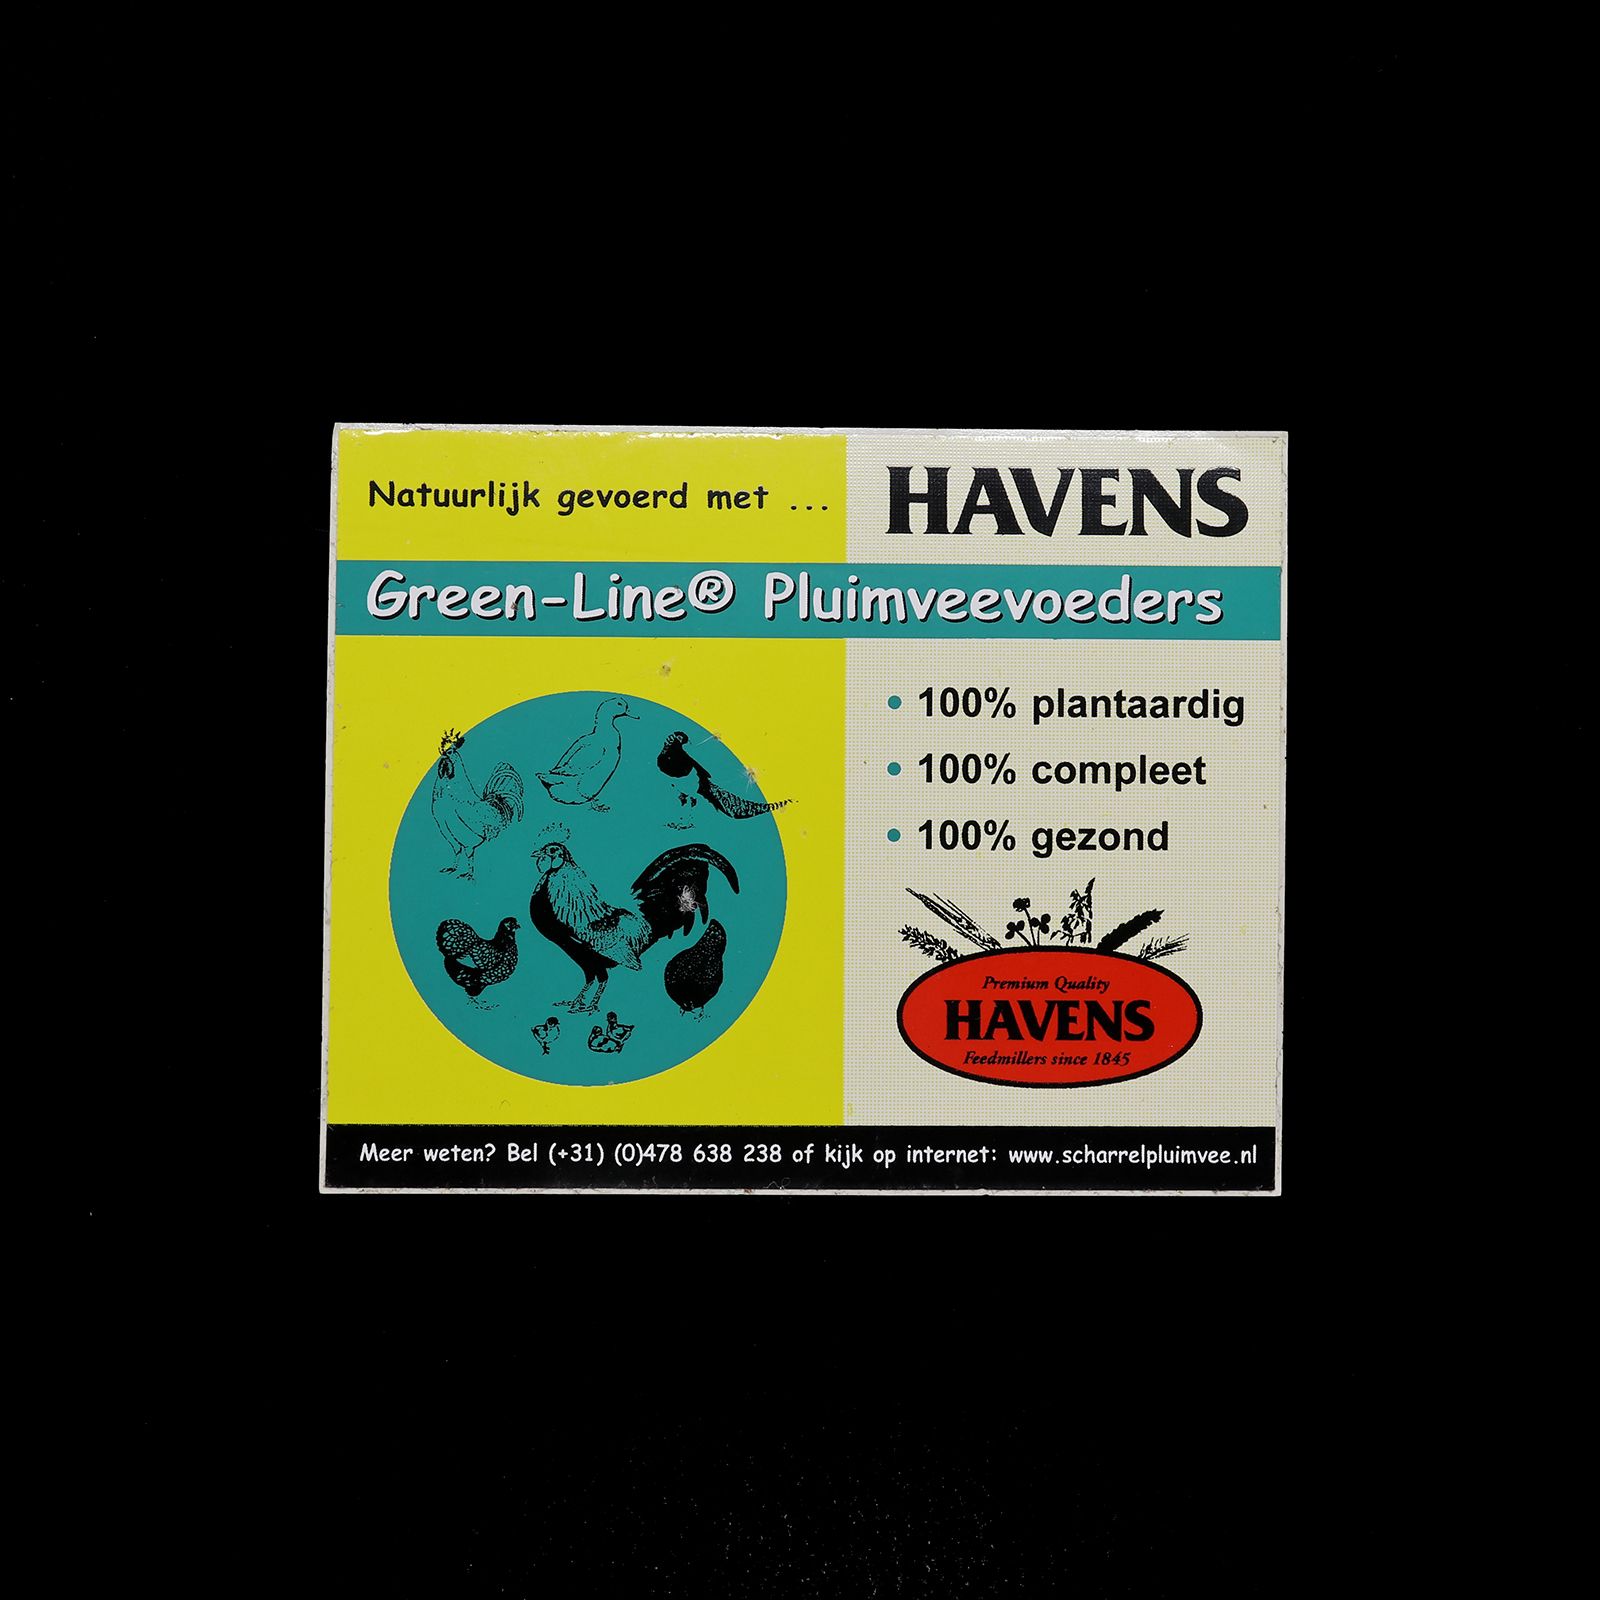 Natuurlijk gevoerd met ...
HAVENS
Green-Line® Pluimveevoeders
• 100% plantaardig
• 100% compleet
• 100% gezond
Premium Quality
HAVENS
Feedmillers since 1845
Meer weten? Bel (+31) (0)478 638 238 of kijk op internet: www.scharrelpluimvee.nl